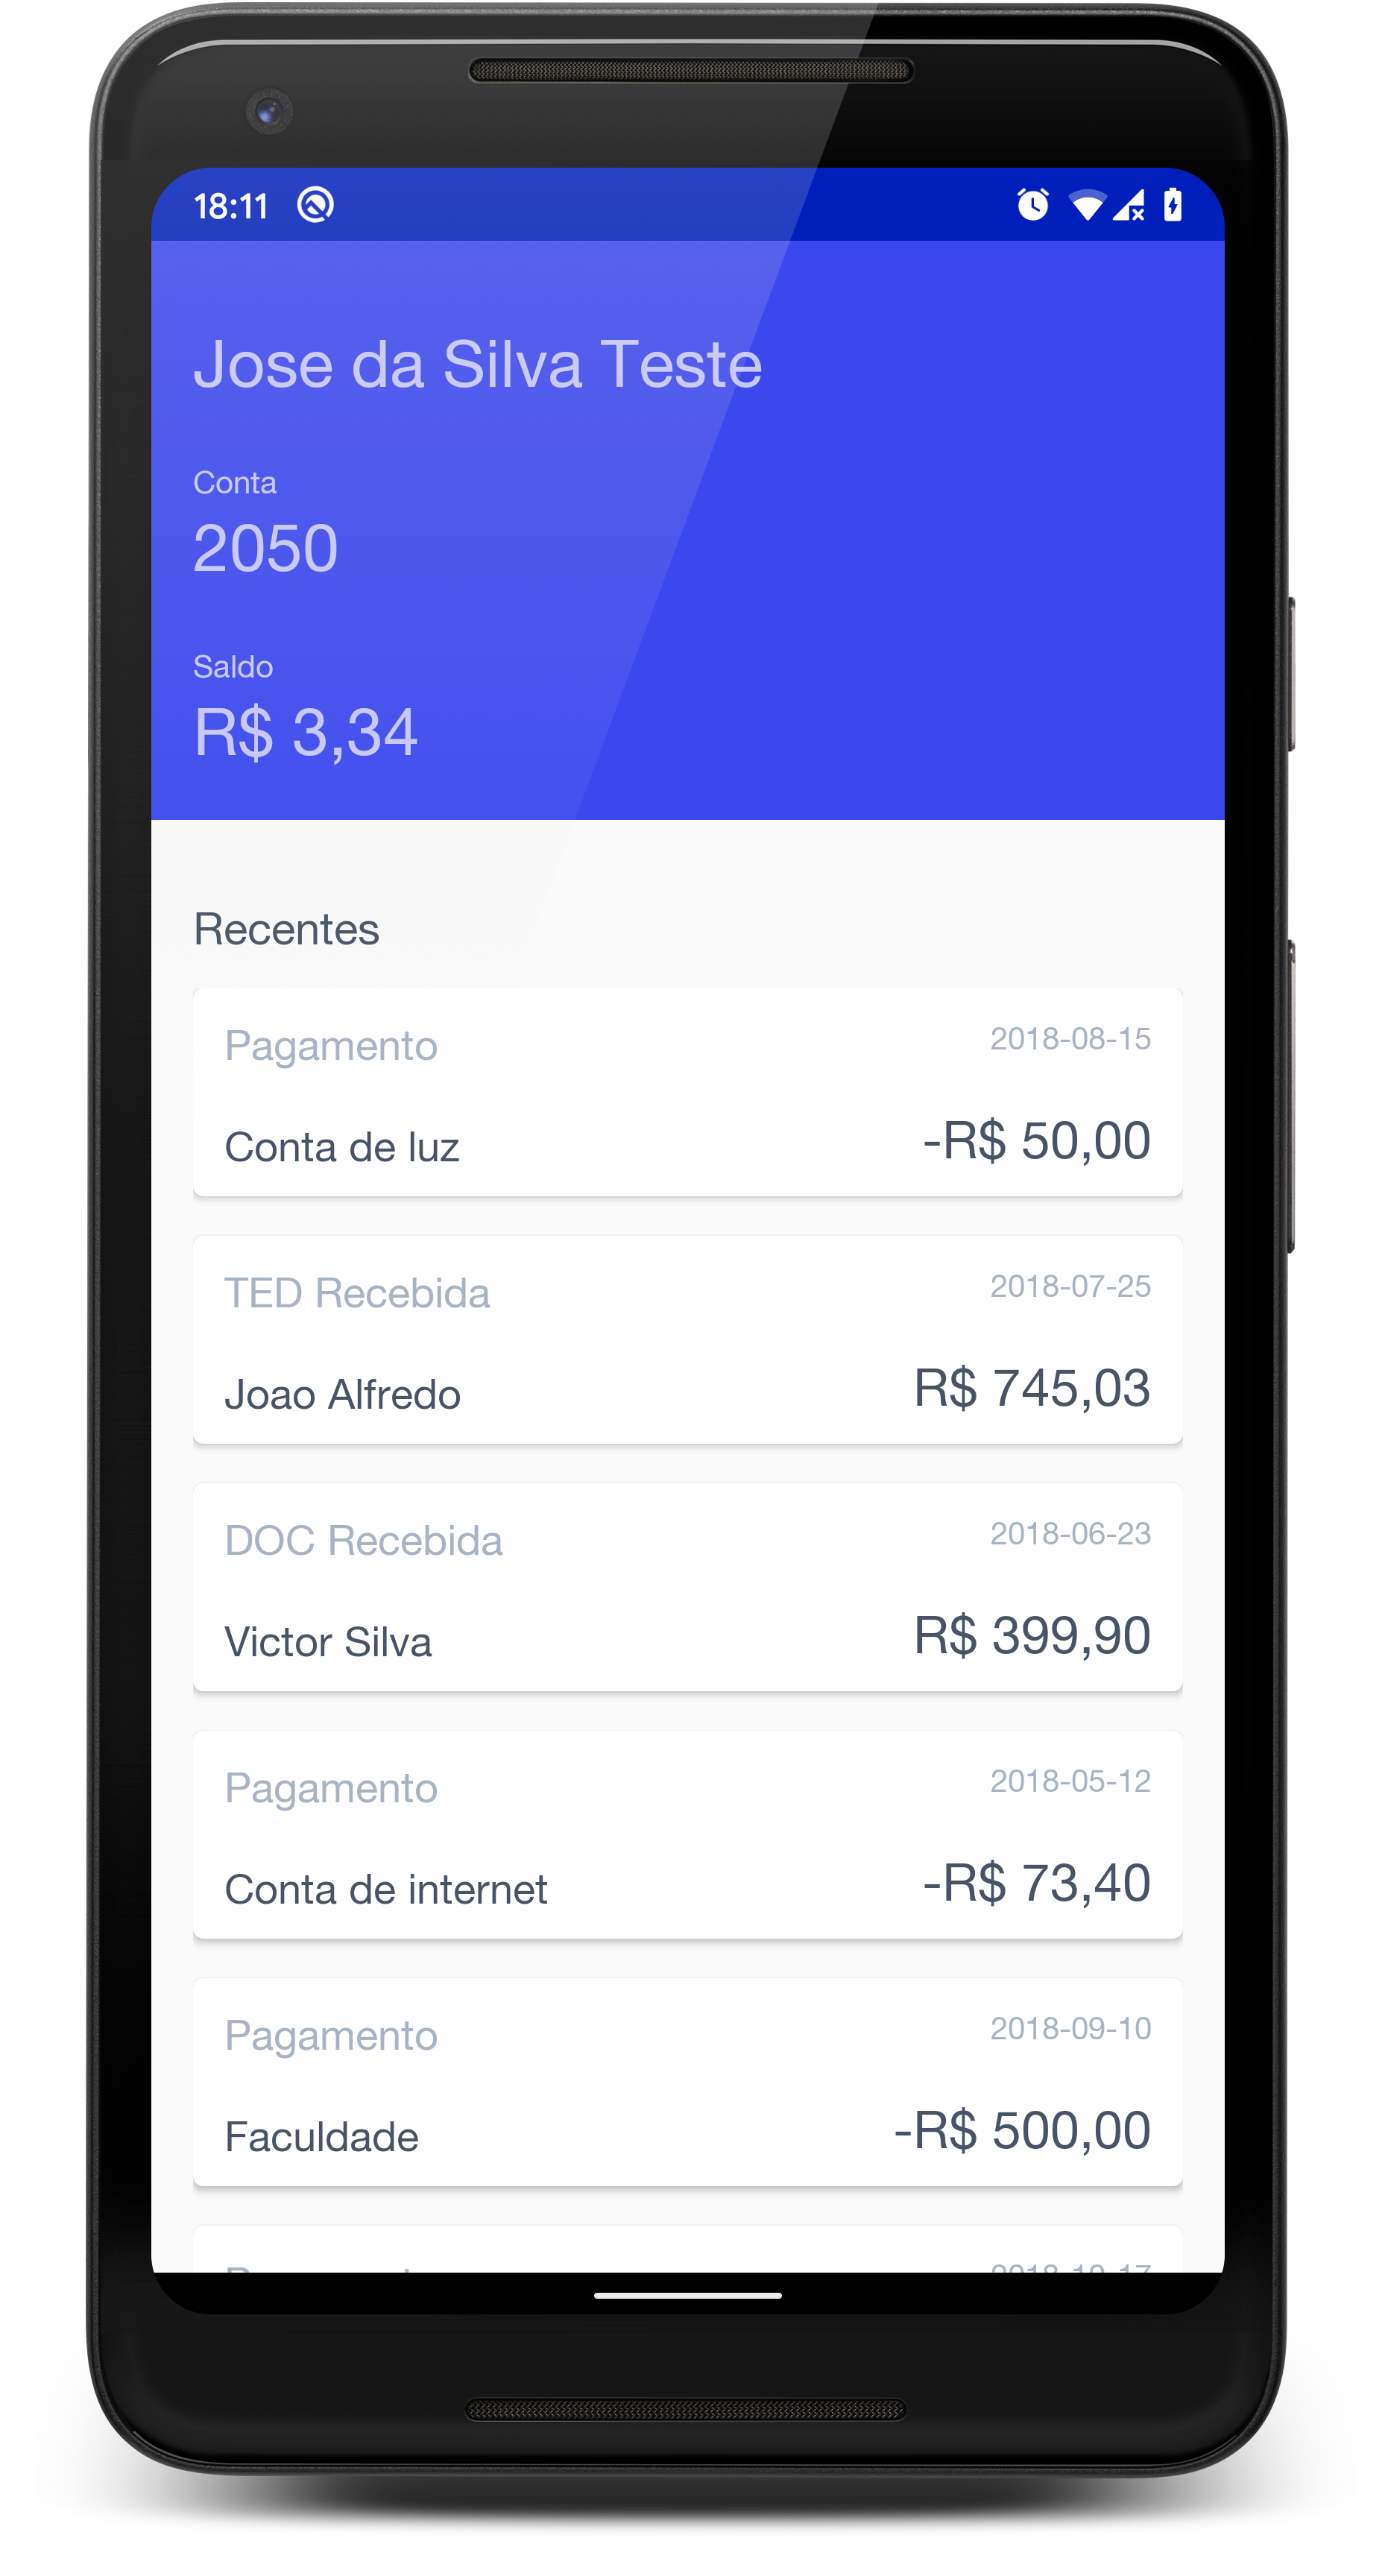 18:11
Jose da Silva Teste
Conta
2050
Saldo
R$ 3,34
Recentes
Pagamento 2018-08-15
Conta de luz -R$ 50,00
TED Recebida 2018-07-25
Joao Alfredo R$ 745,03
DOC Recebida 2018-06-23
Victor Silva R$ 399,90
Pagamento 2018-05-12
Conta de internet -R$ 73,40
Pagamento 2018-09-10
Faculdade -R$ 500,00